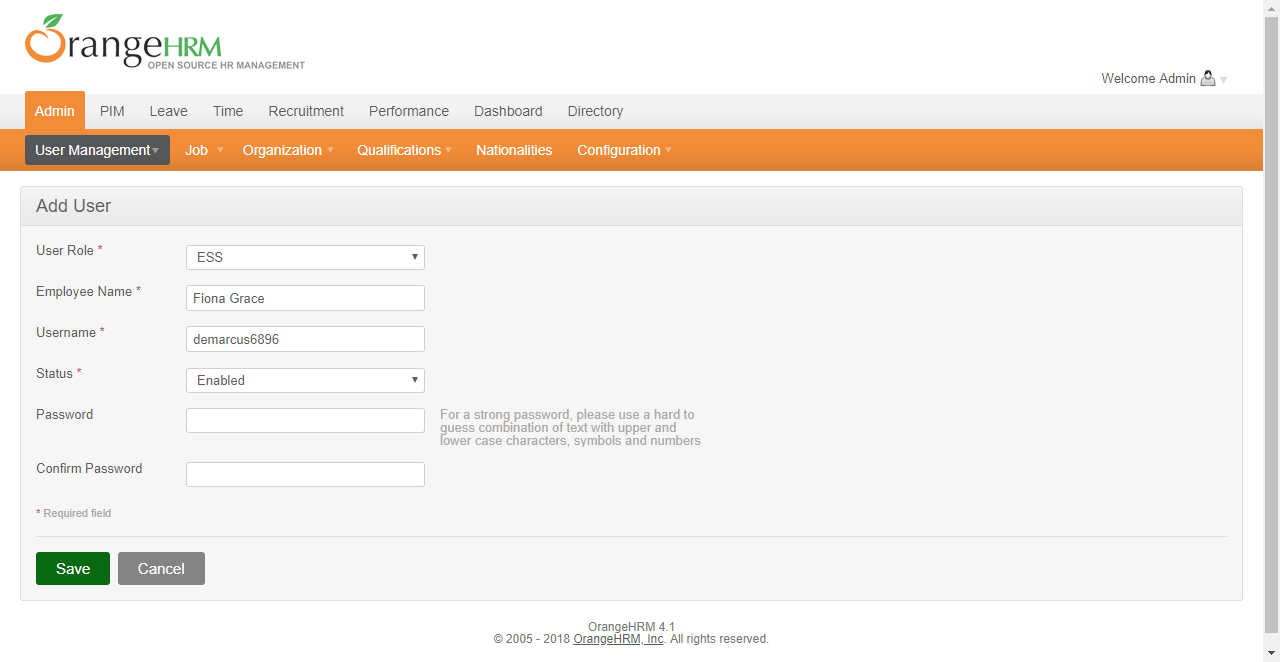 OrangeHRM
OPEN SOURCE HR MANAGEMENT
Welcome Admin
Admin PIM Leave Time Recruitment Performance Dashboard Directory
User Management Job Organization Qualifications Nationalities Configuration
Add User
User Role *
ESS
Employee Name *
Fiona Grace
Username *
demarcus6896
Status *
Enabled
Password
For a strong password, please use a hard to
guess combination of text with upper and
lower case characters, symbols and numbers
Confirm Password
* Required field
Save Cancel
OrangeHRM 4.1
© 2005 - 2018 OrangeHRM, Inc. All rights reserved.